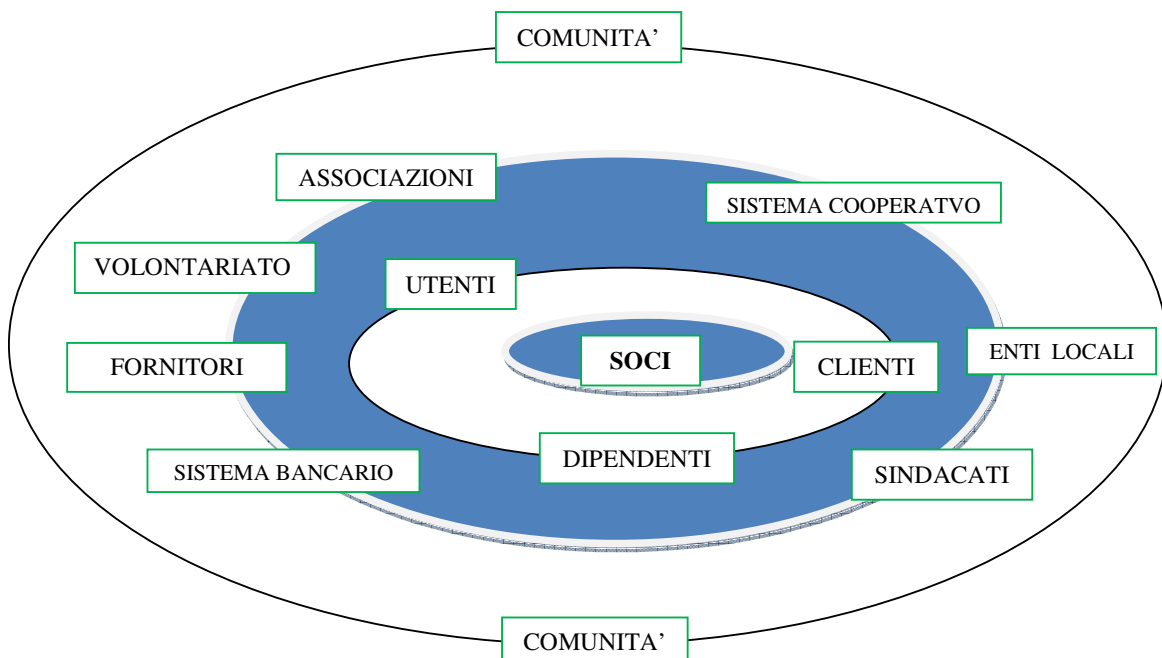 COMUNITA’
ASSOCIAZIONI
SISTEMA COOPERATVO
VOLONTARIATO
UTENTI
FORNITORI
SOCI
CLIENTI
ENTI LOCALI
SISTEMA BANCARIO
DIPENDENTI
SINDACATI
COMUNITA’